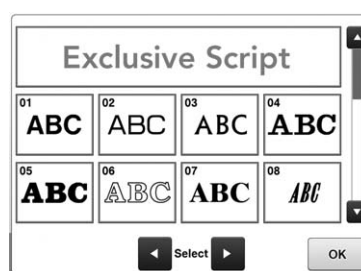 Exclusive Script
01 02 03 04
ABC ABC ABC ABC
05 06 07 08
ABC ABC ABC ABC
Select OK